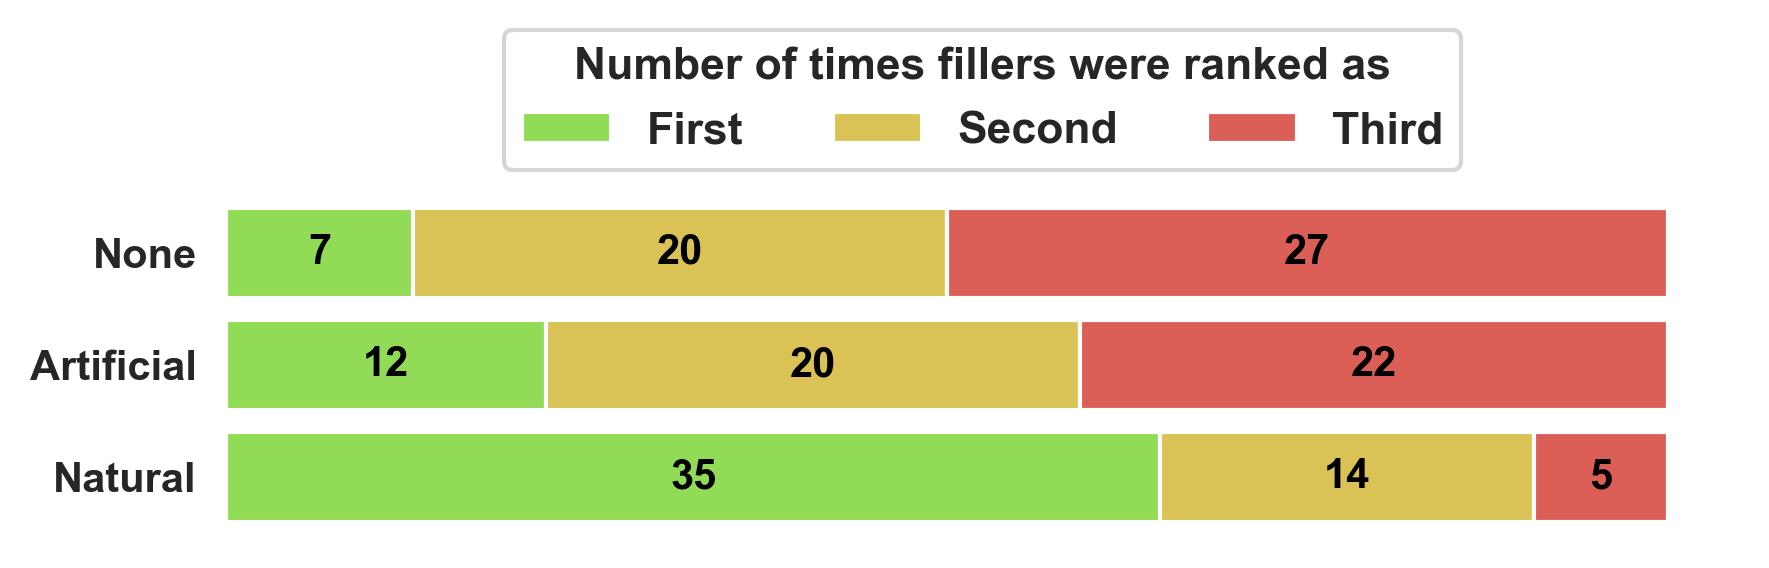 Number of times fillers were ranked as
First Second Third
None 7 20 27
Artificial 12 20 22
Natural 35 14 5